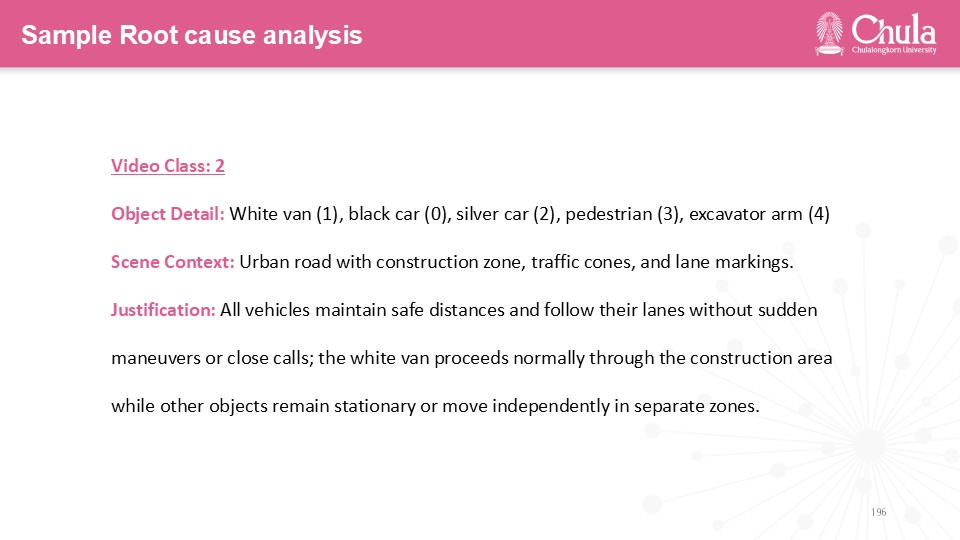 Sample Root cause analysis
Chula
Chulalongkorn University
Video Class: 2
Object Detail: White van (1), black car (0), silver car (2), pedestrian (3), excavator arm (4)
Scene Context: Urban road with construction zone, traffic cones, and lane markings.
Justification: All vehicles maintain safe distances and follow their lanes without sudden
maneuvers or close calls; the white van proceeds normally through the construction area
while other objects remain stationary or move independently in separate zones.
196